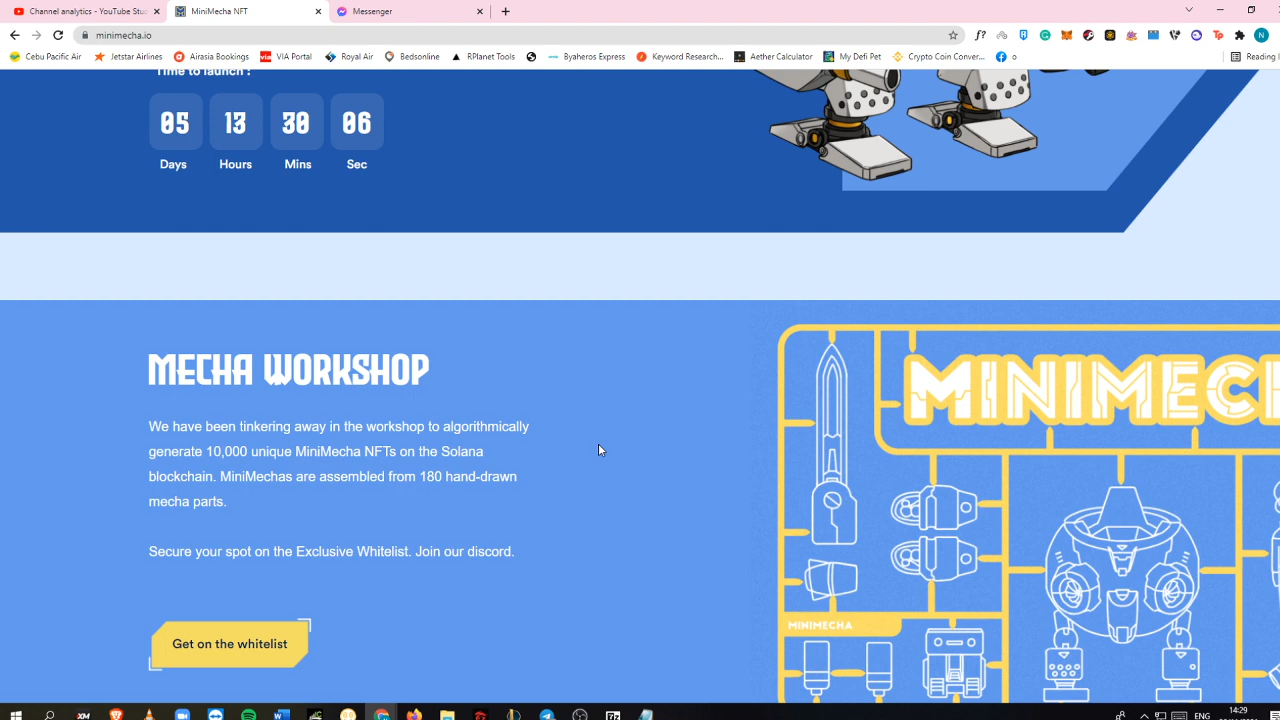 Channel analytics - YouTube Stu
MiniMecha NFT
Messenger
minimecha.io
Cebu Pacific Air
Jetstar Airlines
Airasia Bookings
VIA Portal
Royal Air
Bedsonline
RPlanet Tools
Byaheros Express
Keyword Research...
Aether Calculator
My Defi Pet
Crypto Coin Conver...
o
Reading l
Time to launch :
05 13 30 06
Days Hours Mins Sec
MECHA WORKSHOP
We have been tinkering away in the workshop to algorithmically
generate 10,000 unique MiniMecha NFTs on the Solana
blockchain. MiniMechas are assembled from 180 hand-drawn
mecha parts.
Secure your spot on the Exclusive Whitelist. Join our discord.
Get on the whitelist
MINIMECH
MINIMECHA
14:29
ENG